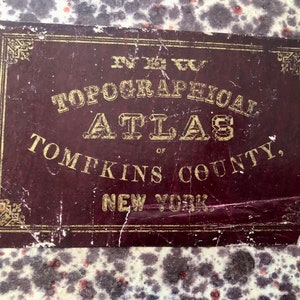 NEW
TOPOGRAPHICAL
ATLAS
OF
TOMPKINS COUNTY,
NEW YORK.